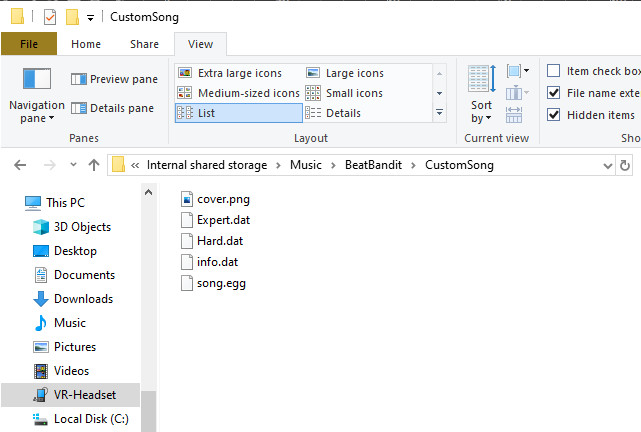 CustomSong
File Home Share View
Navigation pane
Preview pane
Details pane
Panes
Extra large icons Large icons
Medium-sized icons Small icons
List Details
Layout
Sort by
Current view
Item check box
File name exte
Hidden items
Sho
« Internal shared storage > Music > BeatBandit > CustomSong
This PC
3D Objects
Desktop
Documents
Downloads
Music
Pictures
Videos
VR-Headset
Local Disk (C:)
cover.png
Expert.dat
Hard.dat
info.dat
song.egg